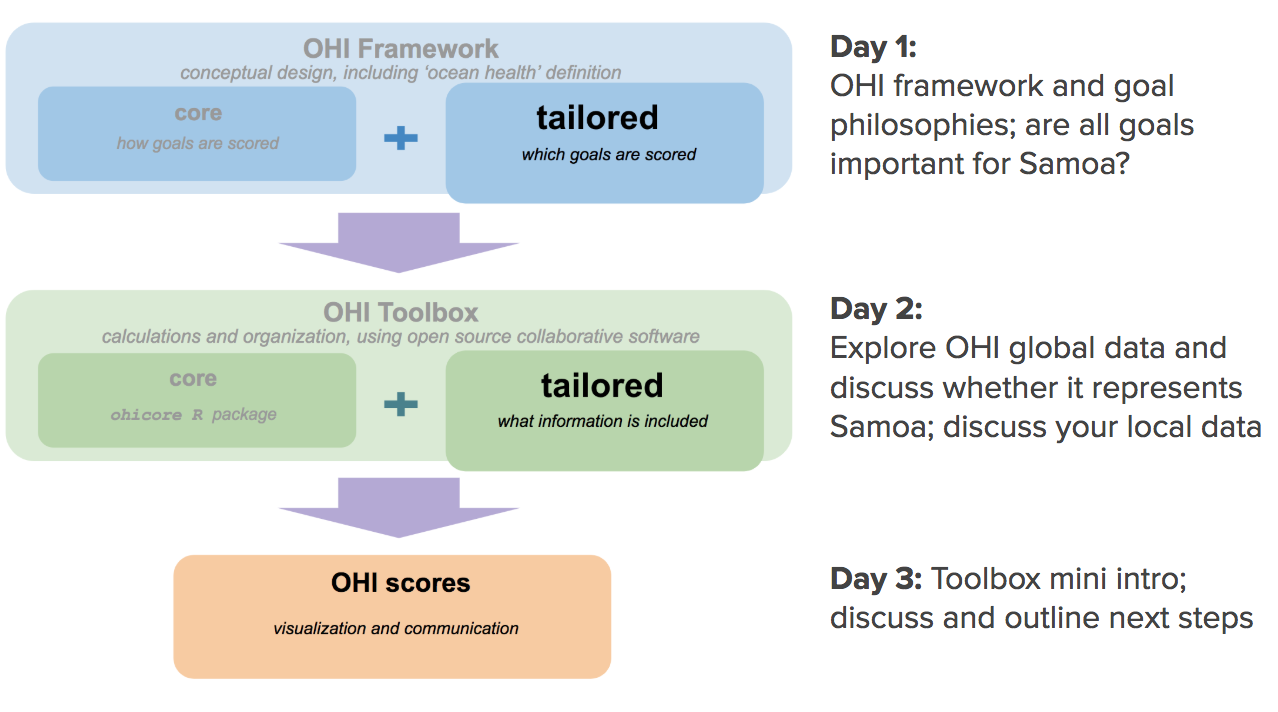 OHI Framework
conceptual design, including ‘ocean health’ definition
core
how goals are scored
+
tailored
which goals are scored
Day 1:
OHI framework and goal
philosophies; are all goals
important for Samoa?
OHI Toolbox
calculations and organization, using open source collaborative software
core
ohicore R package
+
tailored
what information is included
Day 2:
Explore OHI global data and
discuss whether it represents
Samoa; discuss your local data
OHI scores
visualization and communication
Day 3: Toolbox mini intro;
discuss and outline next steps